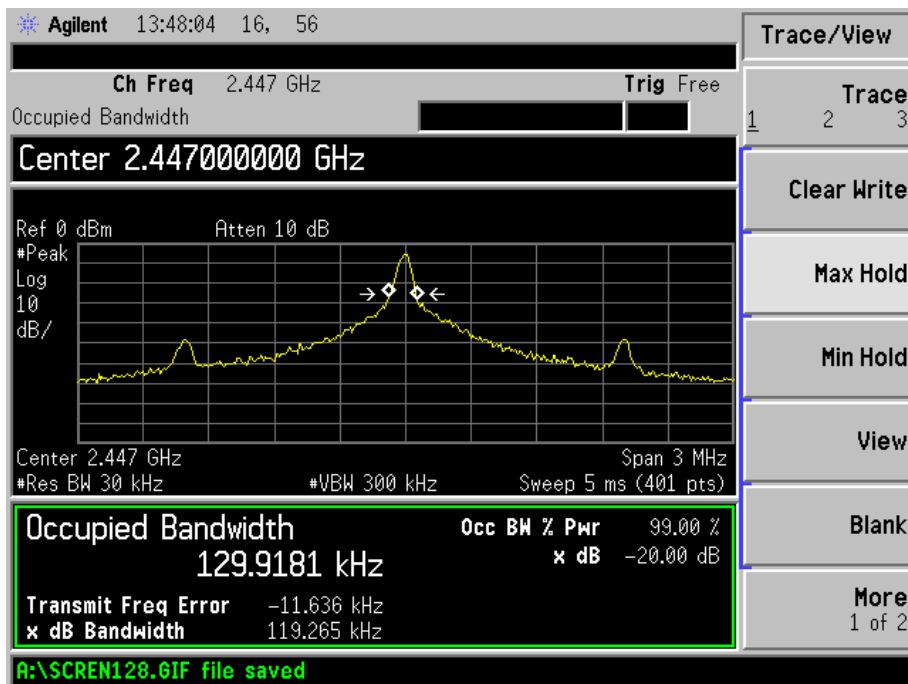 Agilent 13:48:04 16, 56
Trace/View
Ch Freq 2.447 GHz Trig Free
Occupied Bandwidth
Trace
1 2 3
Center 2.447000000 GHz
Clear Write
Ref 0 dBm Atten 10 dB
#Peak
Log
10
dB/
Max Hold
Min Hold
View
Center 2.447 GHz Span 3 MHz
#Res BW 30 kHz #VBW 300 kHz Sweep 5 ms (401 pts)
Occupied Bandwidth Occ BW % Pwr 99.00 %
129.9181 kHz x dB -20.00 dB
Blank
Transmit Freq Error -11.636 kHz
x dB Bandwidth 119.265 kHz
More
1 of 2
A:\SCREN128.GIF file saved